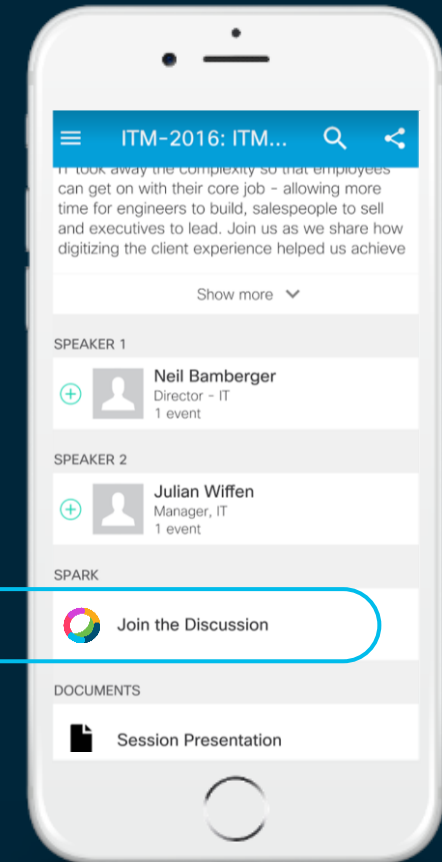 ITM-2016: ITM...
IT took away the complexity so that employees
can get on with their core job - allowing more
time for engineers to build, salespeople to sell
and executives to lead. Join us as we share how
digitizing the client experience helped us achieve
Show more
SPEAKER 1
Neil Bamberger
Director - IT
1 event
SPEAKER 2
Julian Wiffen
Manager, IT
1 event
SPARK
Join the Discussion
DOCUMENTS
Session Presentation